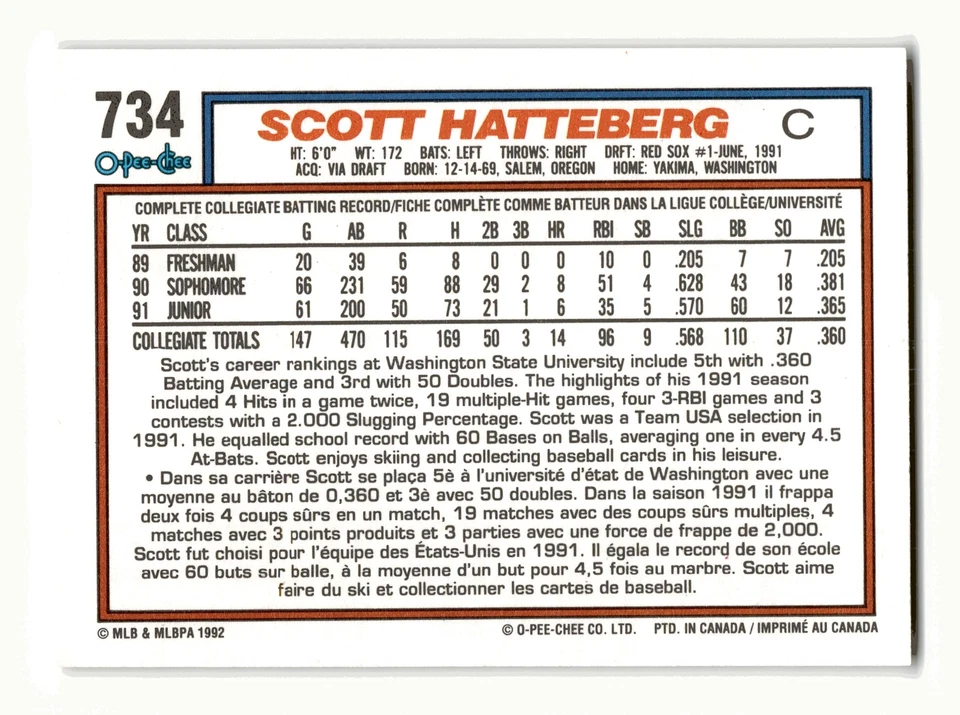 734
O-Pee-Chee
SCOTT HATTEBERG C
HT: 6'0" WT: 172 BATS: LEFT THROWS: RIGHT DRFT: RED SOX #1-JUNE, 1991
ACQ: VIA DRAFT BORN: 12-14-69, SALEM, OREGON HOME: YAKIMA, WASHINGTON
COMPLETE COLLEGIATE BATTING RECORD/FICHE COMPLÈTE COMME BATTEUR DANS LA LIGUE COLLÈGE/UNIVERSITÉ
YR CLASS G AB R H 2B 3B HR RBI SB SLG BB SO AVG
89 FRESHMAN 20 39 6 8 0 0 0 10 0 .205 7 7 .205
90 SOPHOMORE 66 231 59 88 29 2 8 51 4 .628 43 18 .381
91 JUNIOR 61 200 50 73 21 1 6 35 5 .570 60 12 .365
COLLEGIATE TOTALS 147 470 115 169 50 3 14 96 9 .568 110 37 .360
Scott's career rankings at Washington State University include 5th with .360
Batting Average and 3rd with 50 Doubles. The highlights of his 1991 season
included 4 Hits in a game twice, 19 multiple-Hit games, four 3-RBI games and 3
contests with a 2.000 Slugging Percentage. Scott was a Team USA selection in
1991. He equalled school record with 60 Bases on Balls, averaging one in every 4.5
At-Bats. Scott enjoys skiing and collecting baseball cards in his leisure.
• Dans sa carrière Scott se plaça 5è à l'université d'état de Washington avec une
moyenne au bâton de 0,360 et 3è avec 50 doubles. Dans la saison 1991 il frappa
deux fois 4 coups sûrs en un match, 19 matches avec des coups sûrs multiples, 4
matches avec 3 points produits et 3 parties avec une force de frappe de 2,000.
Scott fut choisi pour l'équipe des États-Unis en 1991. Il égala le record de son école
avec 60 buts sur balle, à la moyenne d'un but pour 4,5 fois au marbre. Scott aime
faire du ski et collectionner les cartes de baseball.
© MLB & MLBPA 1992 © O-PEE-CHEE CO. LTD. PTD. IN CANADA / IMPRIMÉ AU CANADA